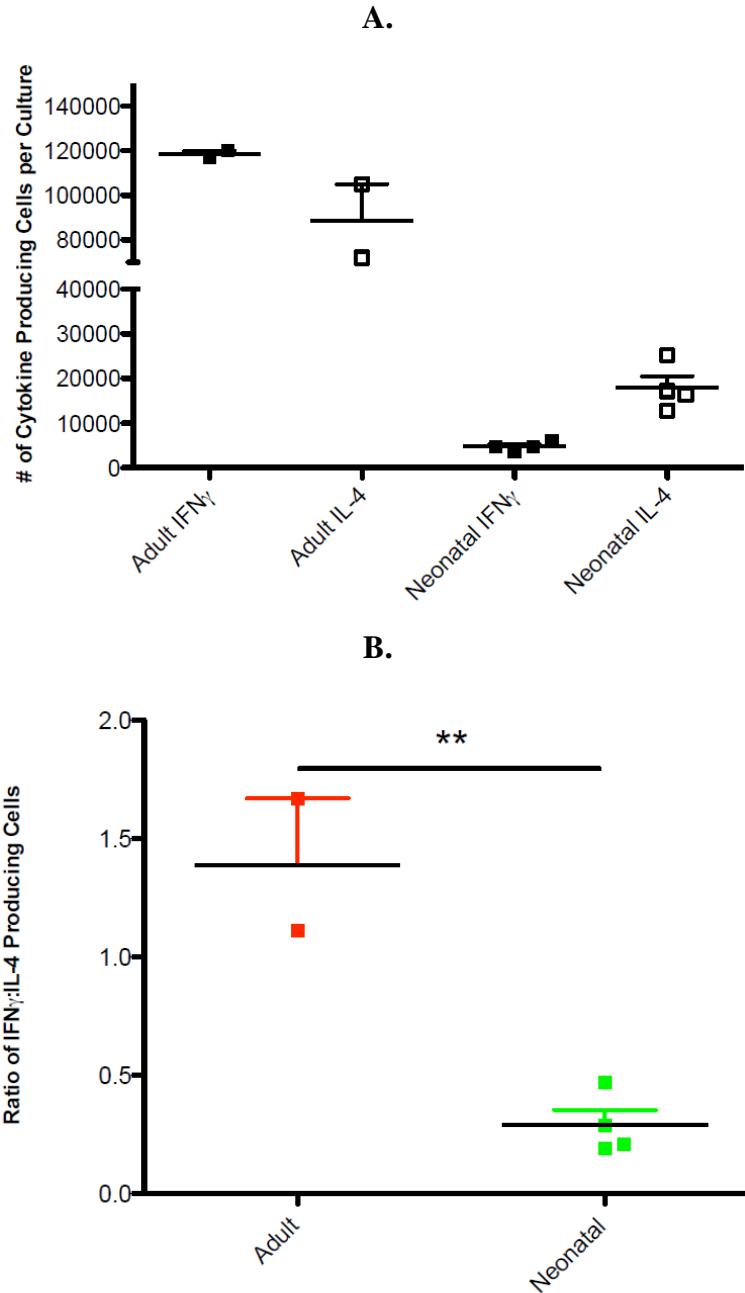 A.
# of Cytokine Producing Cells per Culture
140000
120000
100000
80000
40000
30000
20000
10000
0
Adult IFNγ
Adult IL-4
Neonatal IFNγ
Neonatal IL-4
B.
Ratio of IFNγ:IL-4 Producing Cells
2.0
1.5
1.0
0.5
0.0
**
Adult
Neonatal